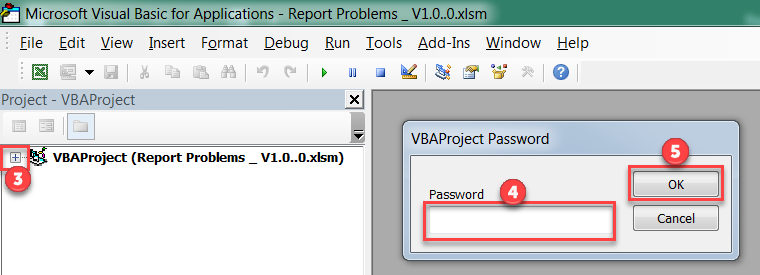 Microsoft Visual Basic for Applications - Report Problems _ V1.0..0.xlsm
File Edit View Insert Format Debug Run Tools Add-Ins Window Help
Project - VBAProject
VBAProject (Report Problems _ V1.0..0.xlsm)
3
VBAProject Password
5
OK
Password
4
Cancel